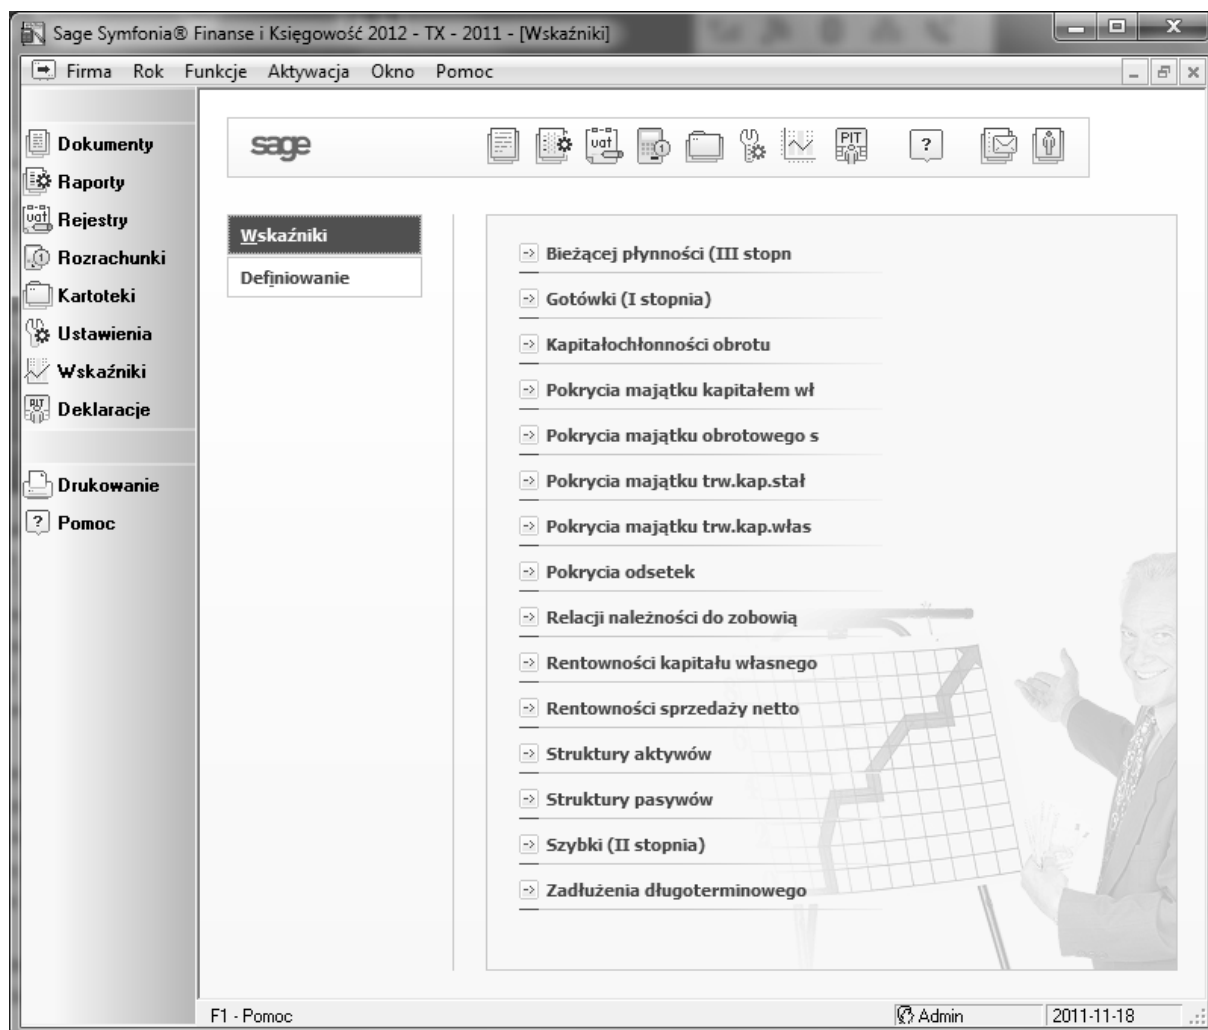 Sage Symfonia® Finanse i Księgowość 2012 - TX - 2011 - [Wskaźniki]
Firma Rok Funkcje Aktywacja Okno Pomoc
Dokumenty
Raporty
Rejestry
Rozrachunki
Kartoteki
Ustawienia
Wskaźniki
Deklaracje
Drukowanie
Pomoc
sage
vat
PIT
Wskaźniki
Definiowanie
Bieżącej płynności (III stopn
Gotówki (I stopnia)
Kapitałochłonności obrotu
Pokrycia majątku kapitałem wł
Pokrycia majątku obrotowego s
Pokrycia majątku trw.kap.stał
Pokrycia majątku trw.kap.włas
Pokrycia odsetek
Relacji należności do zobowią
Rentowności kapitału własnego
Rentowności sprzedaży netto
Struktury aktywów
Struktury pasywów
Szybki (II stopnia)
Zadłużenia długoterminowego
F1 - Pomoc
Admin
2011-11-18